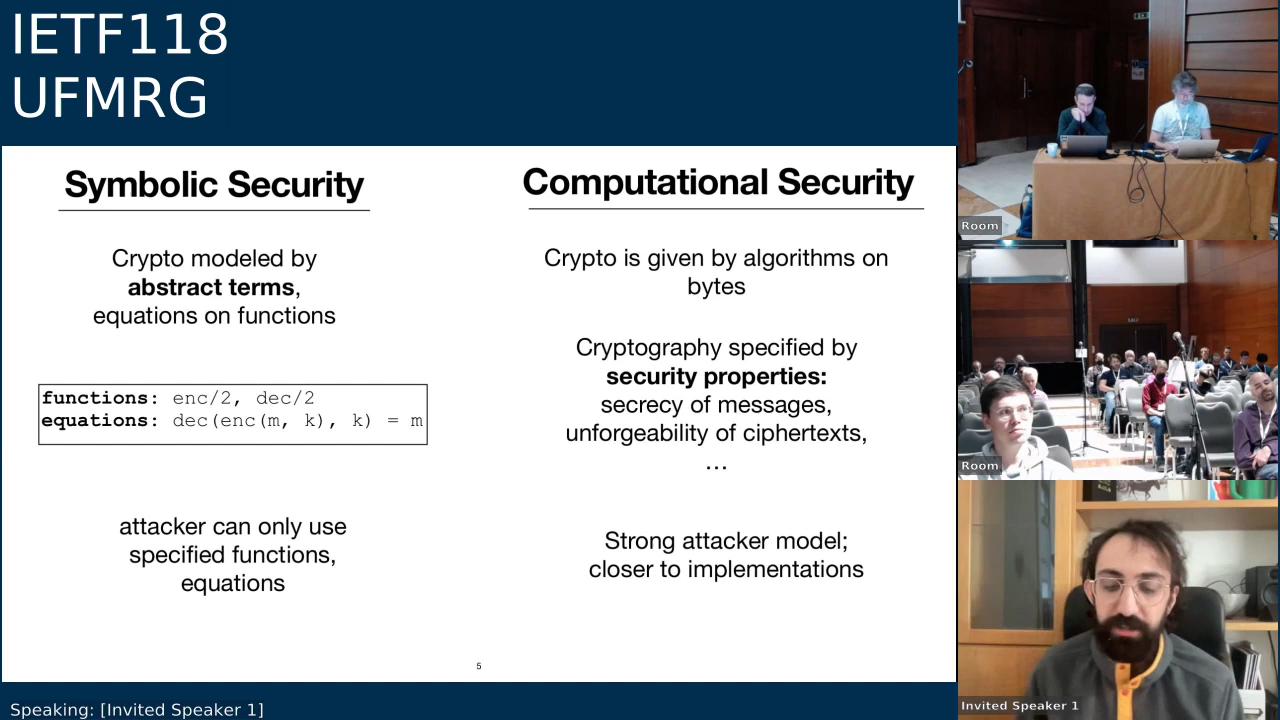 IETF118
UFMRG
Symbolic Security
Crypto modeled by
abstract terms,
equations on functions
functions: enc/2, dec/2
equations: dec(enc(m, k), k) = m
attacker can only use
specified functions,
equations
Computational Security
Crypto is given by algorithms on
bytes
Cryptography specified by
security properties:
secrecy of messages,
unforgeability of ciphertexts,
…
Strong attacker model;
closer to implementations
5
Room
Room
Invited Speaker 1
Speaking: [Invited Speaker 1]